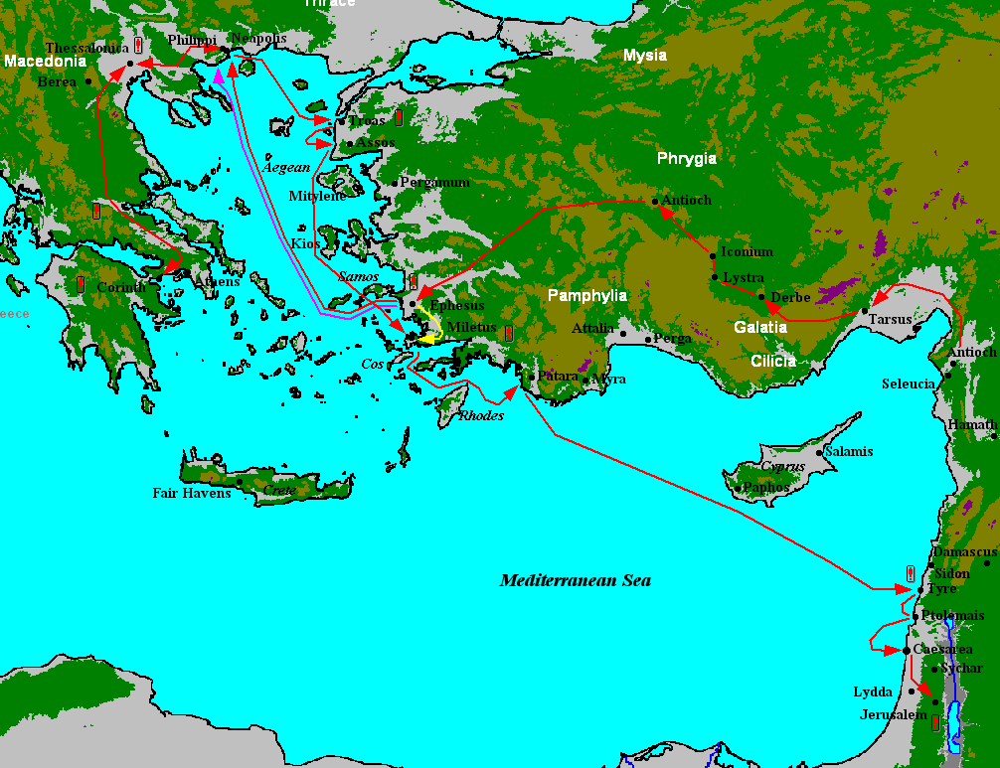 Thrace
Neapolis
Philippi
Thessalonica
Macedonia
Mysia
Berea
Troas
Assos
Phrygia
Aegean
Pergamum
Mitylene
Antioch
Kios
Iconium
Samos
Lystra
Athens
Corinth
Pamphylia
Derbe
Ephesus
eece
Tarsus
Miletus
Attalia
Galatia
Perga
Antioch
Cilicia
Cos
Patara
Myra
Seleucia
Rhodes
Hamath
Salamis
Cyprus
Paphos
Fair Havens
Crete
Damascus
Sidon
Mediterranean Sea
Tyre
Ptolemais
Caesarea
Sychar
Lydda
Jerusalem